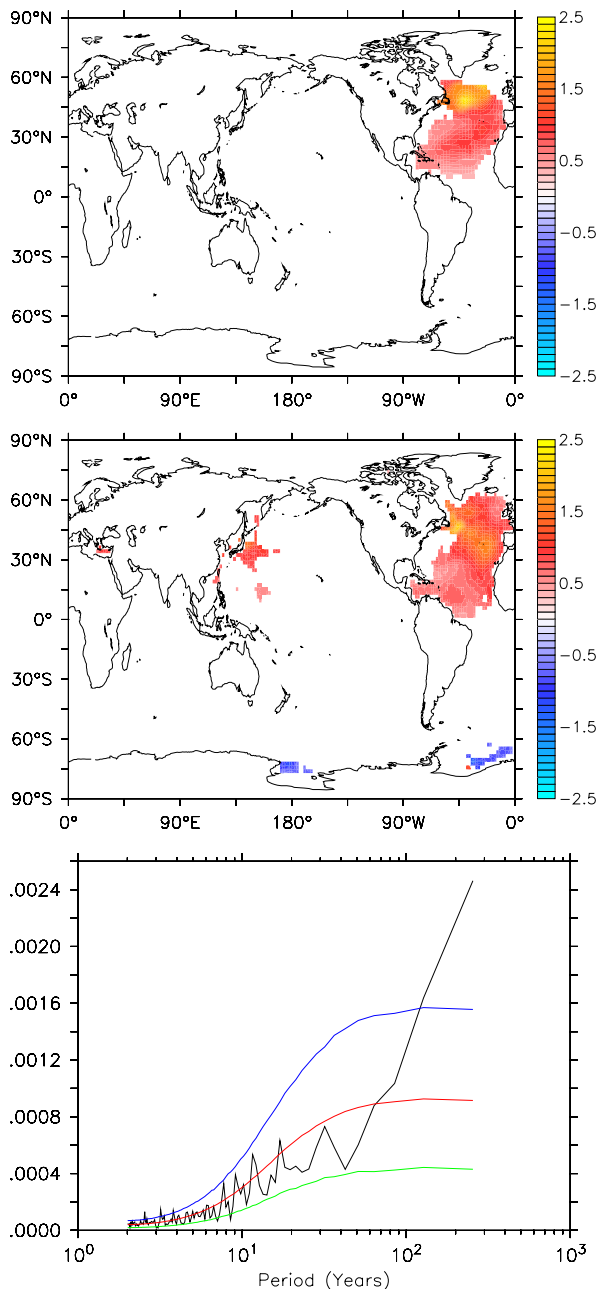 90°N
60°N
30°N
0°
30°S
60°S
90°S
0° 90°E 180° 90°W 0°
2.5
1.5
0.5
−0.5
−1.5
−2.5
90°N
60°N
30°N
0°
30°S
60°S
90°S
0° 90°E 180° 90°W 0°
2.5
1.5
0.5
−0.5
−1.5
−2.5
.0024
.0020
.0016
.0012
.0008
.0004
.0000
10⁰ 10¹ 10² 10³
Period (Years)